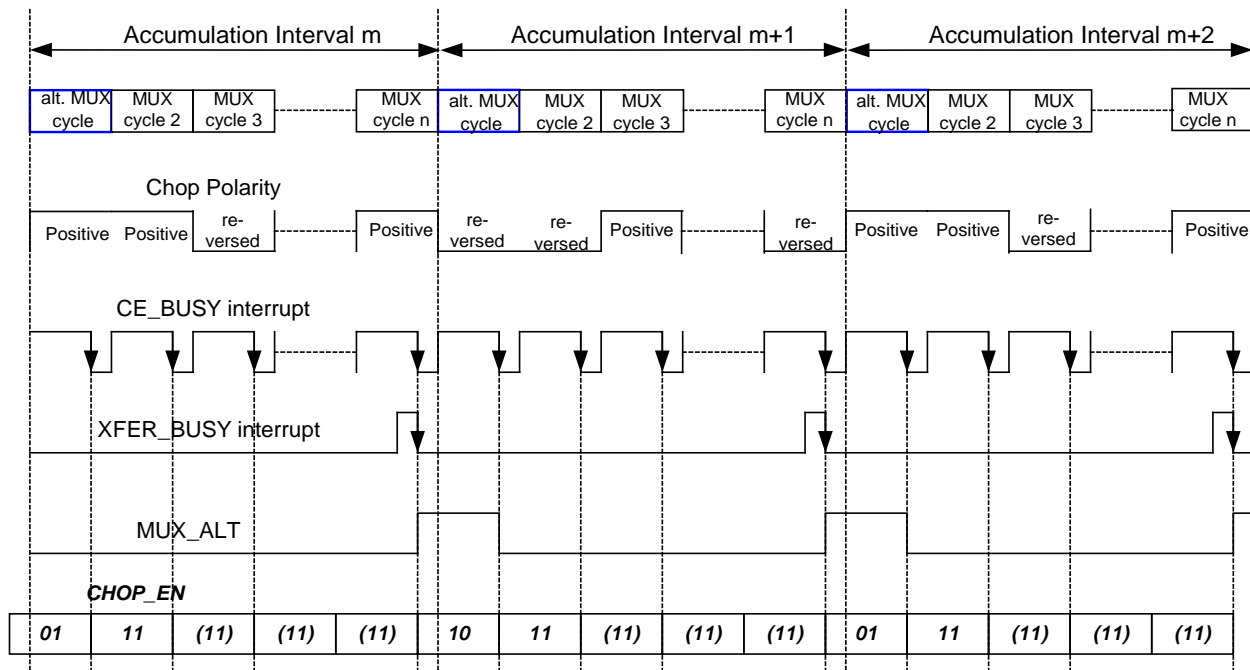 Accumulation Interval m Accumulation Interval m+1 Accumulation Interval m+2
alt. MUX cycle MUX cycle 2 MUX cycle 3 MUX cycle n alt. MUX cycle MUX cycle 2 MUX cycle 3 MUX cycle n alt. MUX cycle MUX cycle 2 MUX cycle 3 MUX cycle n
Chop Polarity
Positive Positive re-versed Positive re-versed re-versed Positive re-versed Positive Positive re-versed Positive
CE_BUSY interrupt
XFER_BUSY interrupt
MUX_ALT
CHOP_EN
01 11 (11) (11) (11) 10 11 (11) (11) (11) 01 11 (11) (11) (11)